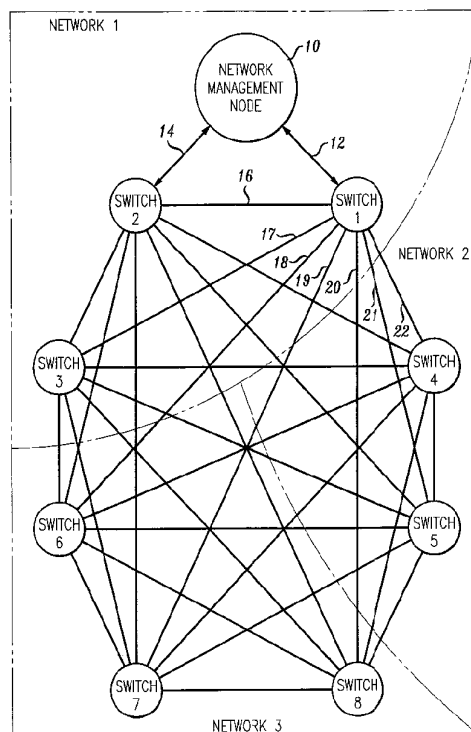 NETWORK 1
10
NETWORK
MANAGEMENT
NODE
14
12
16
SWITCH
2
SWITCH
1
17
18
19
20
21
22
NETWORK 2
SWITCH
3
SWITCH
4
SWITCH
6
SWITCH
5
SWITCH
7
SWITCH
8
NETWORK 3